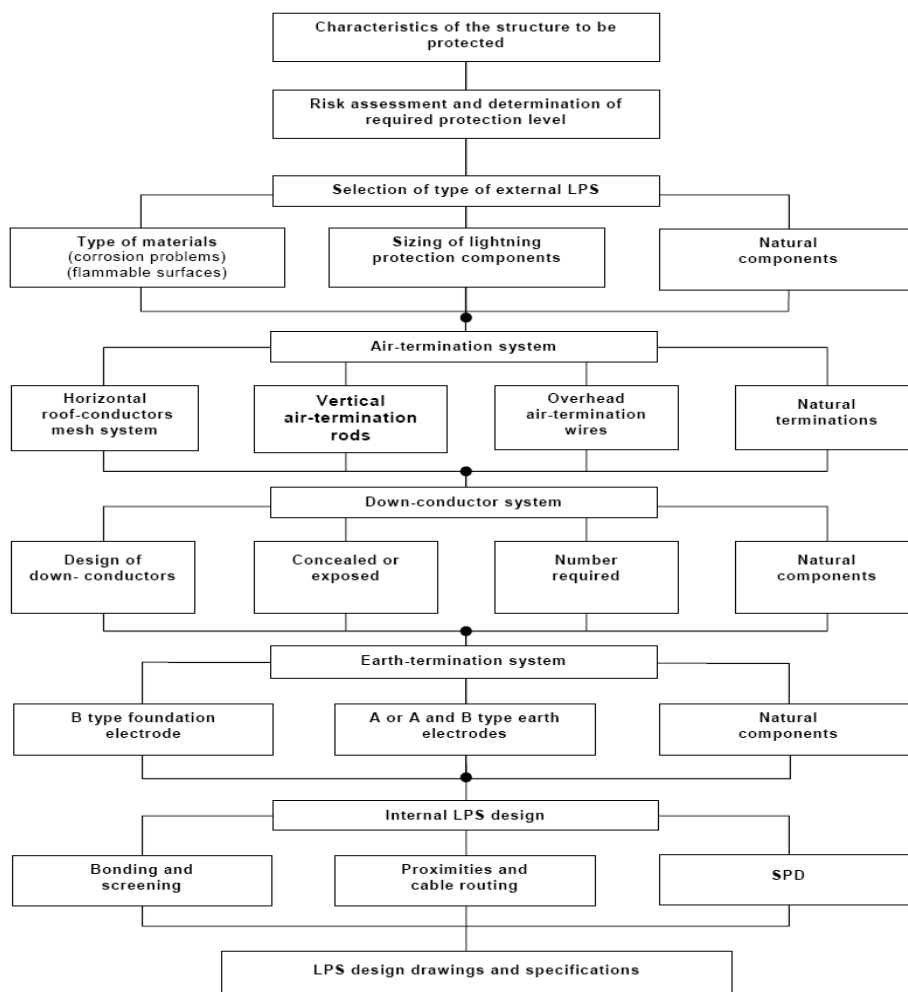 Characteristics of the structure to be
protected
Risk assessment and determination of
required protection level
Selection of type of external LPS
Type of materials
(corrosion problems)
(flammable surfaces)
Sizing of lightning
protection components
Natural
components
Air-termination system
Horizontal
roof-conductors
mesh system
Vertical
air-termination
rods
Overhead
air-termination
wires
Natural
terminations
Down-conductor system
Design of
down- conductors
Concealed or
exposed
Number
required
Natural
components
Earth-termination system
B type foundation
electrode
A or A and B type earth
electrodes
Natural
components
Internal LPS design
Bonding and
screening
Proximities and
cable routing
SPD
LPS design drawings and specifications